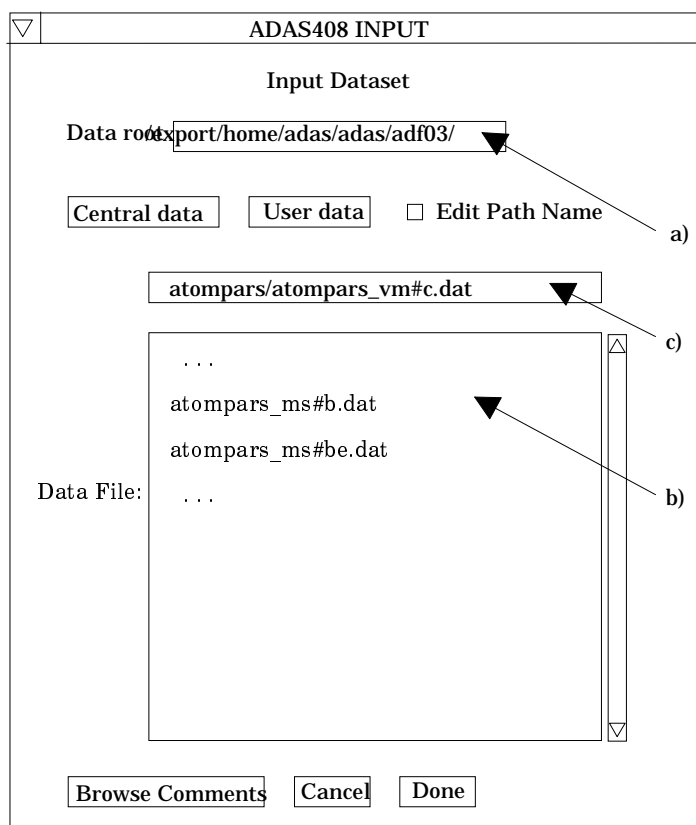 ADAS408 INPUT
Input Dataset
Data root: /export/home/adas/adas/adf03/
Central data User data Edit Path Name
a)
atompars/atompars_vm#c.dat
c)
. . .
atompars_ms#b.dat
atompars_ms#be.dat
Data File: . . .
b)
Browse Comments Cancel Done